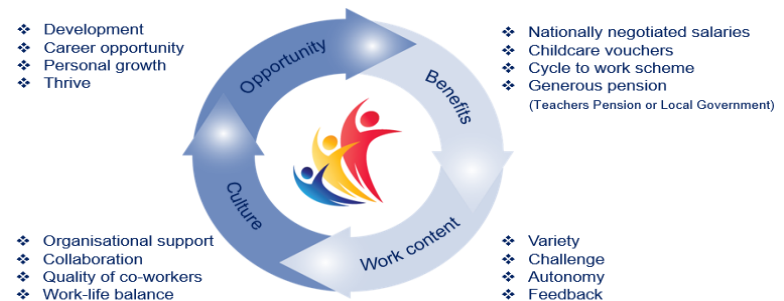 ❖ Development
❖ Career opportunity
❖ Personal growth
❖ Thrive
Opportunity
Benefits
❖ Nationally negotiated salaries
❖ Childcare vouchers
❖ Cycle to work scheme
❖ Generous pension
(Teachers Pension or Local Government)
Culture
Work content
❖ Organisational support
❖ Collaboration
❖ Quality of co-workers
❖ Work-life balance
❖ Variety
❖ Challenge
❖ Autonomy
❖ Feedback